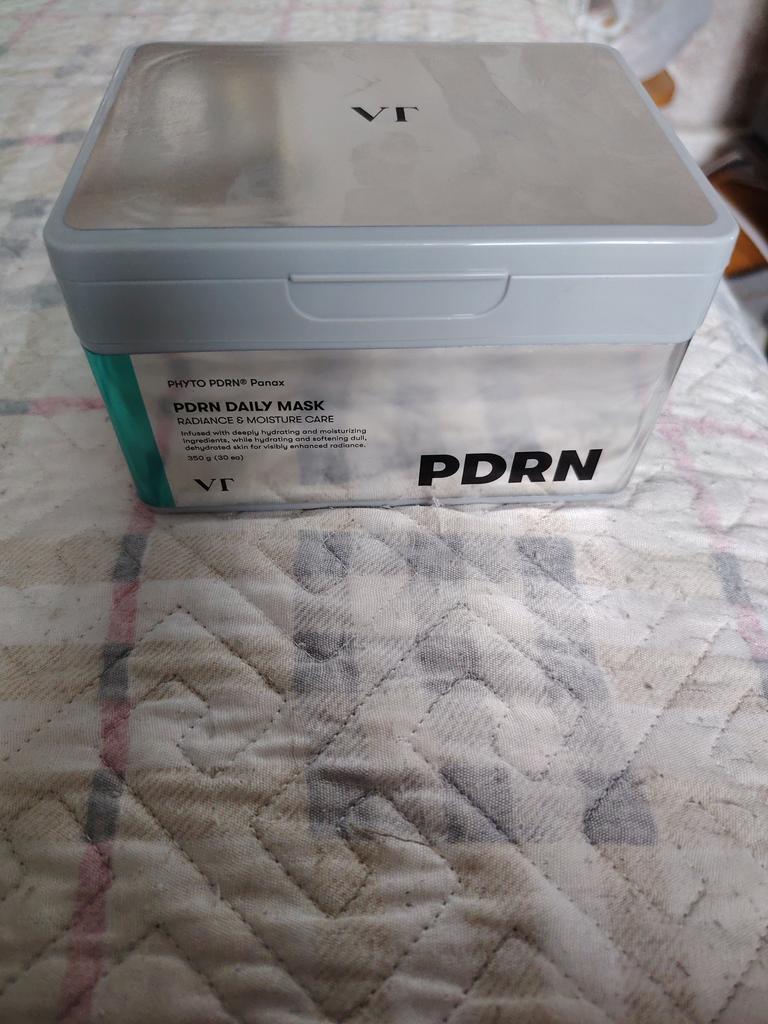 VT
PHYTO PDRN® Panax
PDRN DAILY MASK
RADIANCE & MOISTURE CARE
Infused with deeply hydrating and moisturizing
ingredients, while hydrating and softening dull,
dehydrated skin for visibly enhanced radiance.
350 g (30 ea)
VT
PDRN